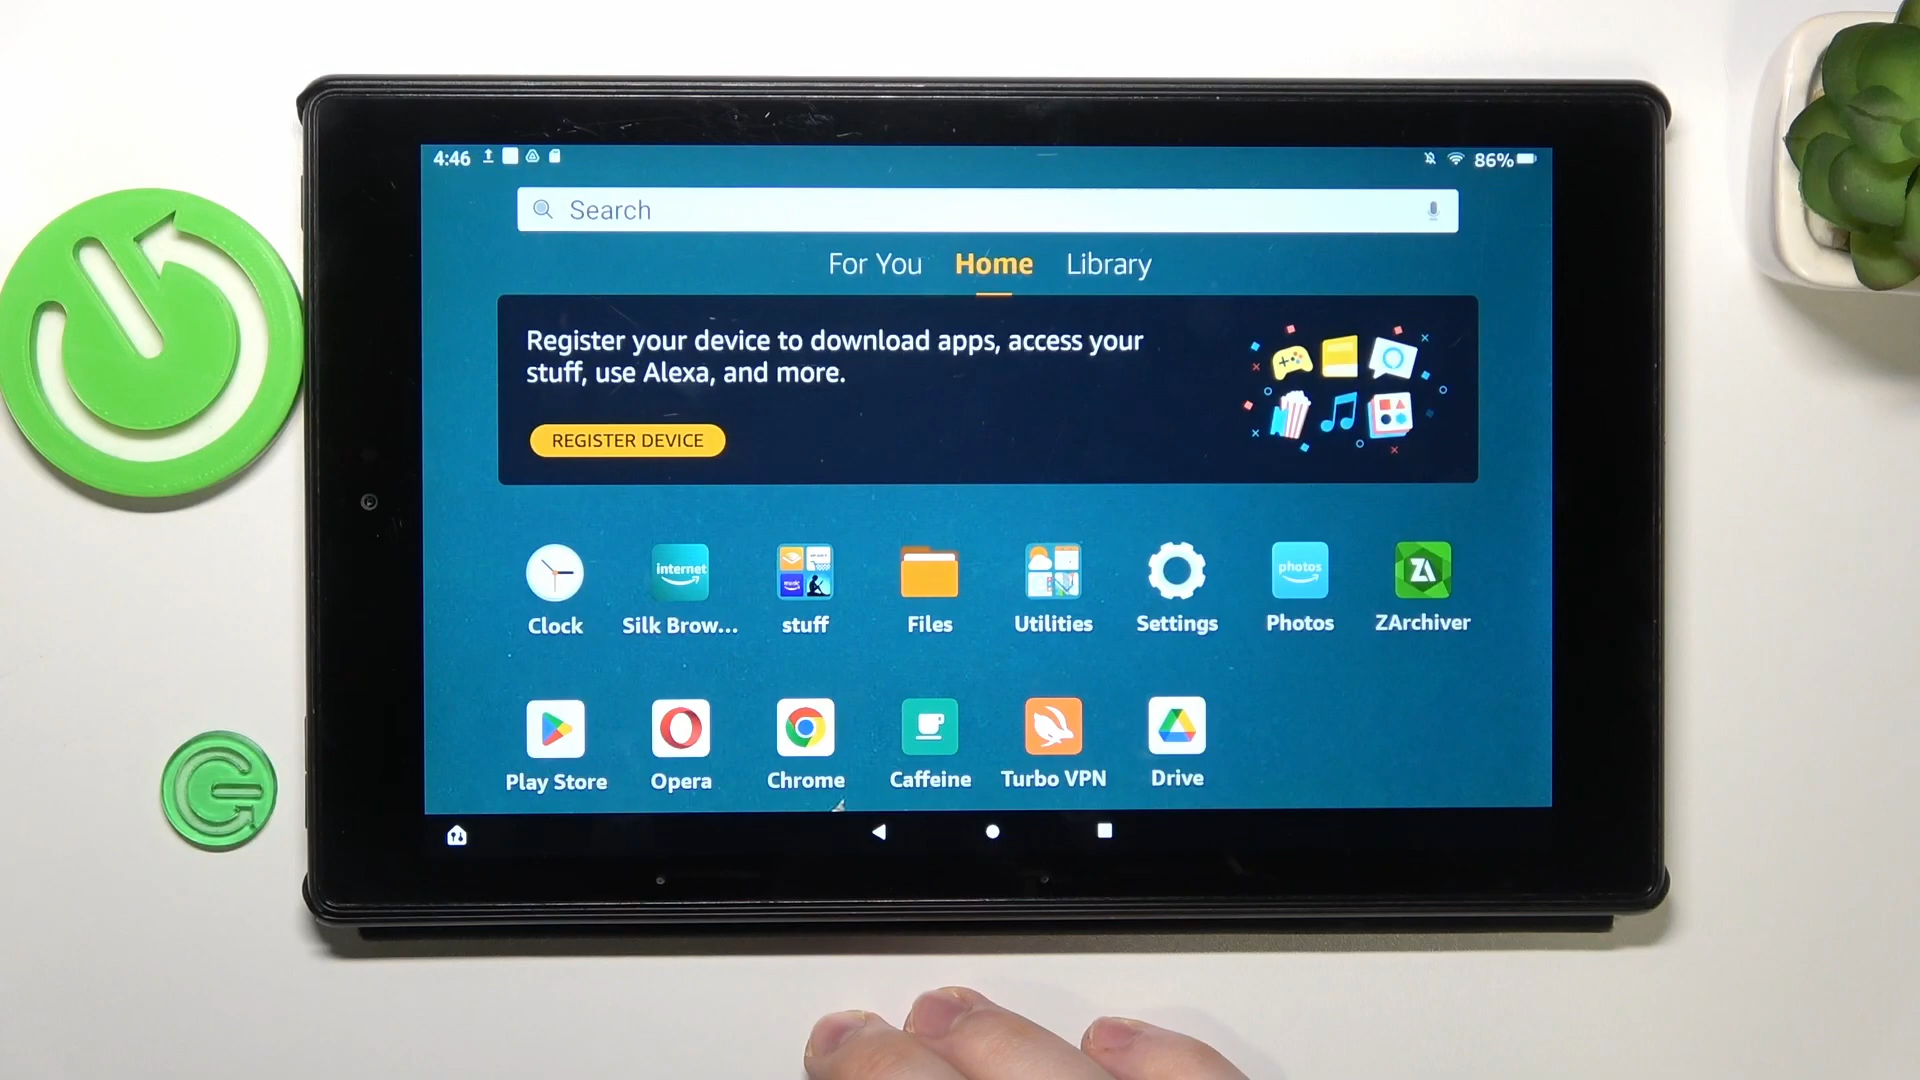 4:46
86%
Search
For You Home Library
Register your device to download apps, access your
stuff, use Alexa, and more.
REGISTER DEVICE
internet
photos
ZA
Clock Silk Brow... stuff Files Utilities Settings Photos ZArchiver
Play Store Opera Chrome Caffeine Turbo VPN Drive